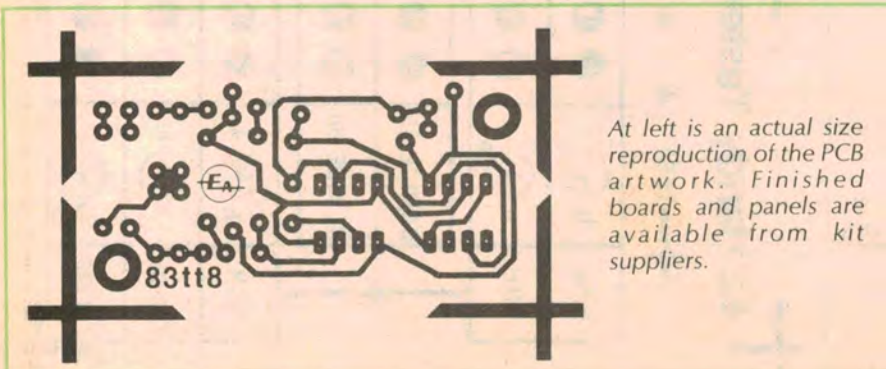 EA
83tt8
At left is an actual size
reproduction of the PCB
artwork. Finished
boards and panels are
available from kit
suppliers.